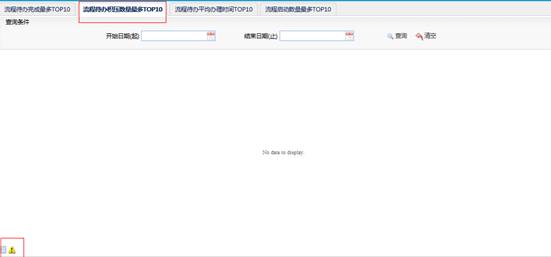 流程待办完成最多TOP10 流程待办积压数量最多TOP10 流程待办平均办理时间TOP10 流程启动数量最多TOP10
查询条件
开始日期(起) 结束日期(止) 查询 清空
No data to display.